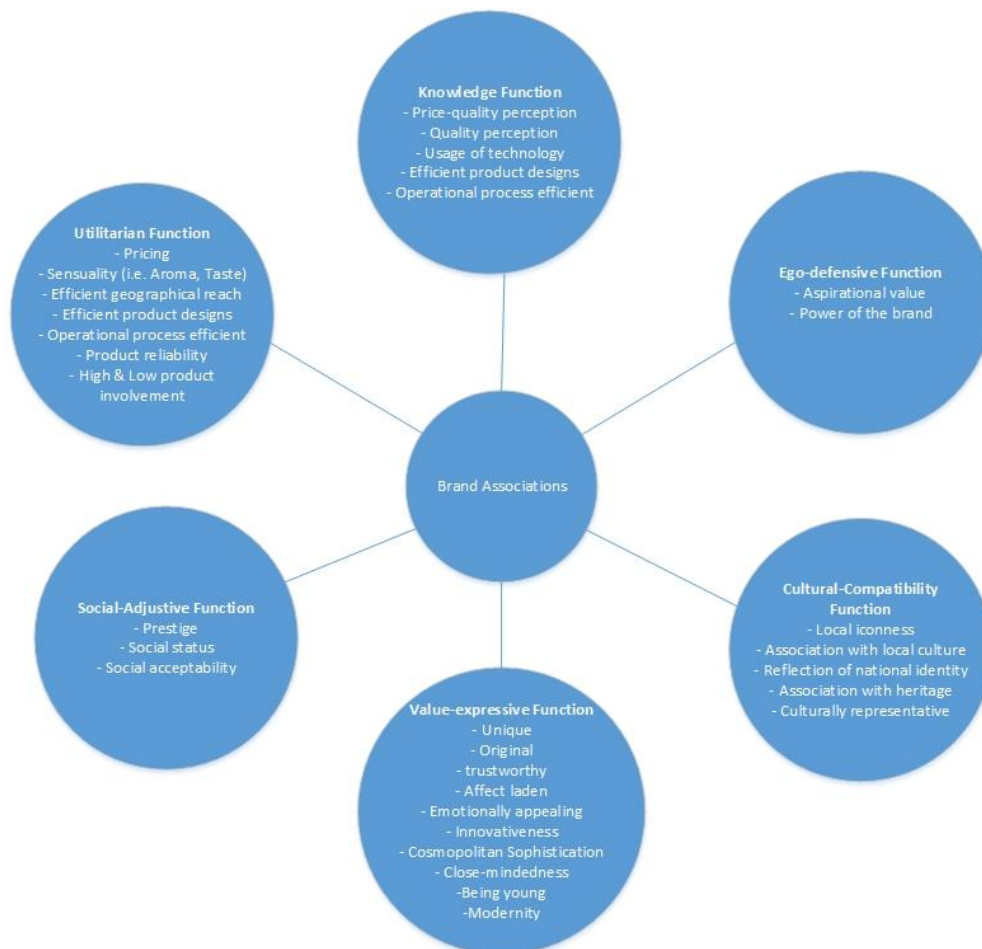 Knowledge Function
- Price-quality perception
- Quality perception
- Usage of technology
- Efficient product designs
- Operational process efficient
Utilitarian Function
- Pricing
- Sensuality (i.e. Aroma, Taste)
- Efficient geographical reach
- Efficient product designs
- Operational process efficient
- Product reliability
- High & Low product
involvement
Ego-defensive Function
- Aspirational value
- Power of the brand
Brand Associations
Social-Adjustive Function
- Prestige
- Social status
- Social acceptability
Cultural-Compatibility
Function
- Local iconness
- Association with local culture
- Reflection of national identity
- Association with heritage
- Culturally representative
Value-expressive Function
- Unique
- Original
- trustworthy
- Affect laden
- Emotionally appealing
- Innovativeness
- Cosmopolitan Sophistication
- Close-mindedness
-Being young
-Modernity